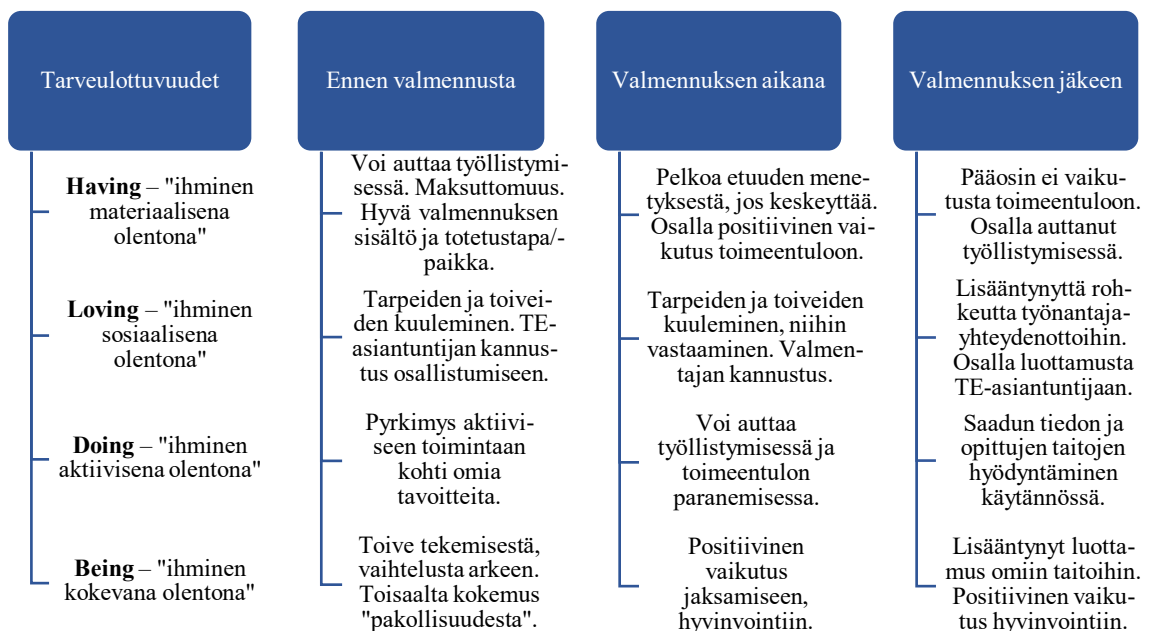 Tarveulottuvuudet
Having – "ihminen
materiaalisena
olentona"
Loving – "ihminen
sosiaalisena
olentona"
Doing – "ihminen
aktiivisena olentona"
Being – "ihminen
kokevana olentona"
Ennen valmennusta
Voi auttaa työllistymi-
sessä. Maksuttomuus.
Hyvä valmennuksen
sisältö ja totetustapa/-
paikka.
Tarpeiden ja toivei-
den kuuleminen. TE-
asiantuntijan kannus-
tus osallistumiseen.
Pyrkimys aktiivi-
seen toimintaan
kohti omia
tavoitteita.
Toive tekemisestä,
vaihtelusta arkeen.
Toisaalta kokemus
"pakollisuudesta".
Valmennuksen aikana
Pelkoa etuuden mene-
tyksestä, jos keskeyttää.
Osalla positiivinen vai-
kutus toimeentuloon.
Tarpeiden ja toiveiden
kuuleminen, niihin
vastaaminen. Valmen-
tajan kannustus.
Voi auttaa
työllistymisessä ja
toimeentulon
paranemisessa.
Positiivinen
vaikutus
jaksamiseen,
hyvinvointiin.
Valmennuksen jäkeen
Pääosin ei vaiku-
tusta toimeentuloon.
Osalla auttanut
työllistymisessä.
Lisääntynyttä roh-
keutta työnantaja-
yhteydenottoihin.
Osalla luottamusta
TE-asiantuntijaan.
Saadun tiedon ja
opittujen taitojen
hyödyntäminen
käytännössä.
Lisääntynyt luotta-
mus omiin taitoihin.
Positiivinen vaiku-
tus hyvinvointiin.